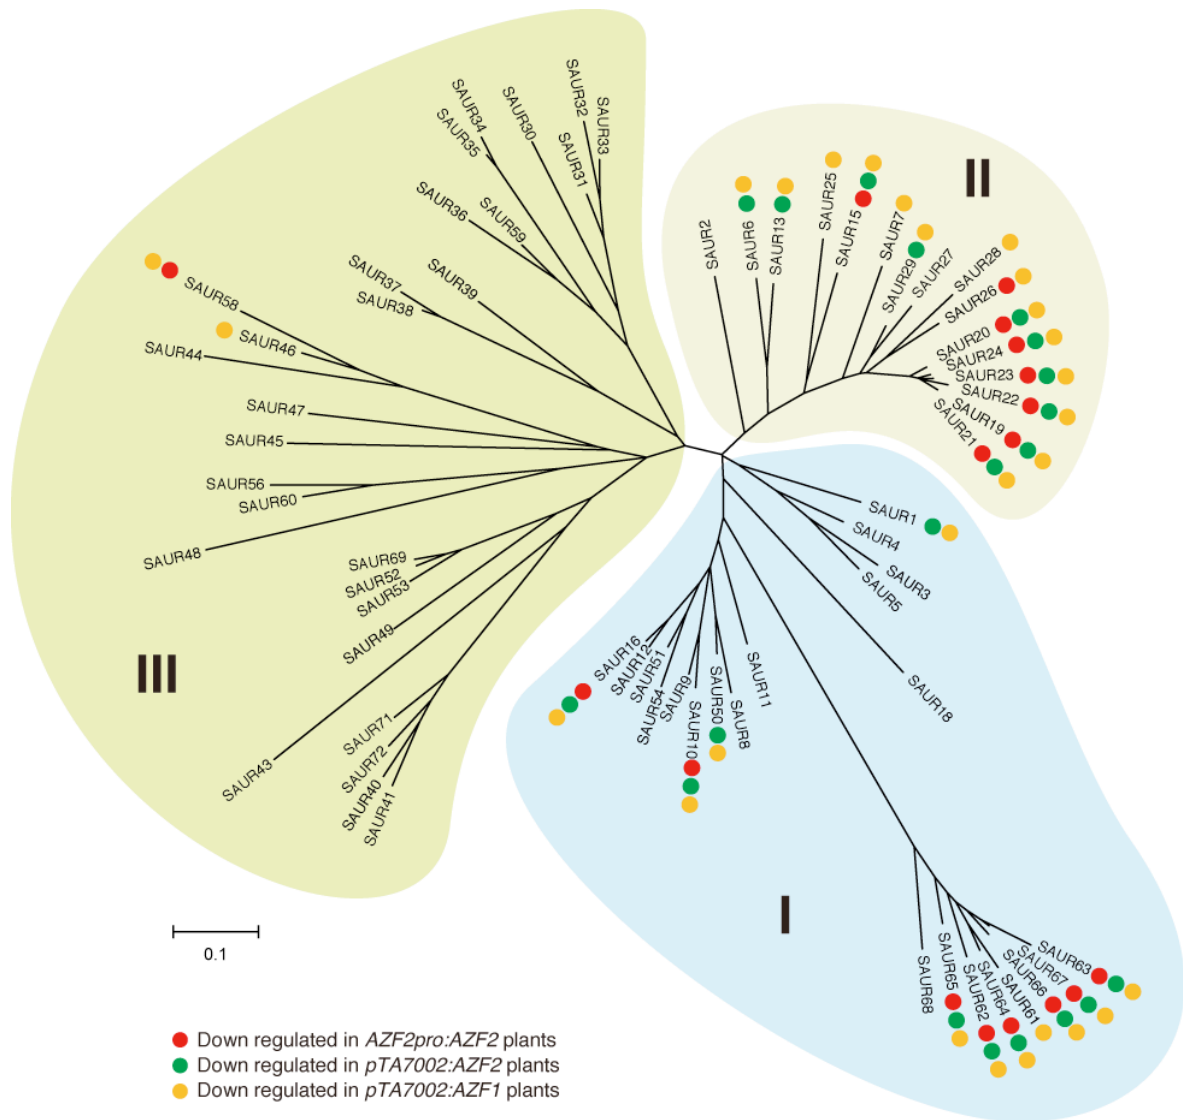 SAUR32
SAUR33
SAUR34
SAUR30
SAUR35
SAUR31
SAUR36
SAUR59
SAUR37
SAUR39
SAUR58
SAUR38
SAUR46
SAUR44
SAUR47
SAUR45
SAUR56
SAUR60
SAUR48
SAUR69
SAUR52
SAUR53
SAUR49
SAUR43
SAUR71
SAUR72
SAUR40
SAUR41
III
II
SAUR2
SAUR6
SAUR13
SAUR25
SAUR15
SAUR7
SAUR29
SAUR27
SAUR28
SAUR26
SAUR20
SAUR24
SAUR23
SAUR22
SAUR19
SAUR21
SAUR1
SAUR4
SAUR3
SAUR5
SAUR18
SAUR16
SAUR12
SAUR51
SAUR54
SAUR9
SAUR10
SAUR50
SAUR8
SAUR11
I
SAUR68
SAUR65
SAUR62
SAUR64
SAUR61
SAUR66
SAUR67
SAUR63
0.1
Down regulated in AZF2pro:AZF2 plants
Down regulated in pTA7002:AZF2 plants
Down regulated in pTA7002:AZF1 plants